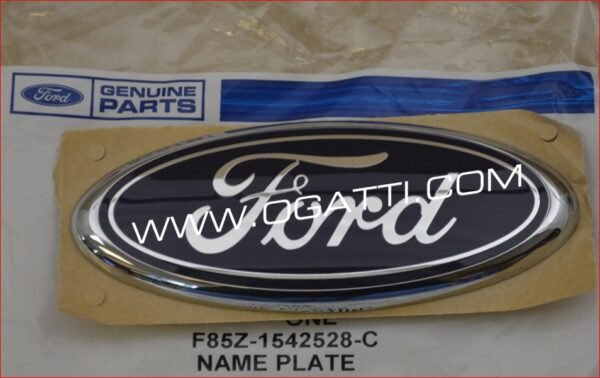 Ford
GENUINE
PARTS
Ford
WWW.OGATTI.COM
ONE
F85Z-1542528-C
NAME PLATE